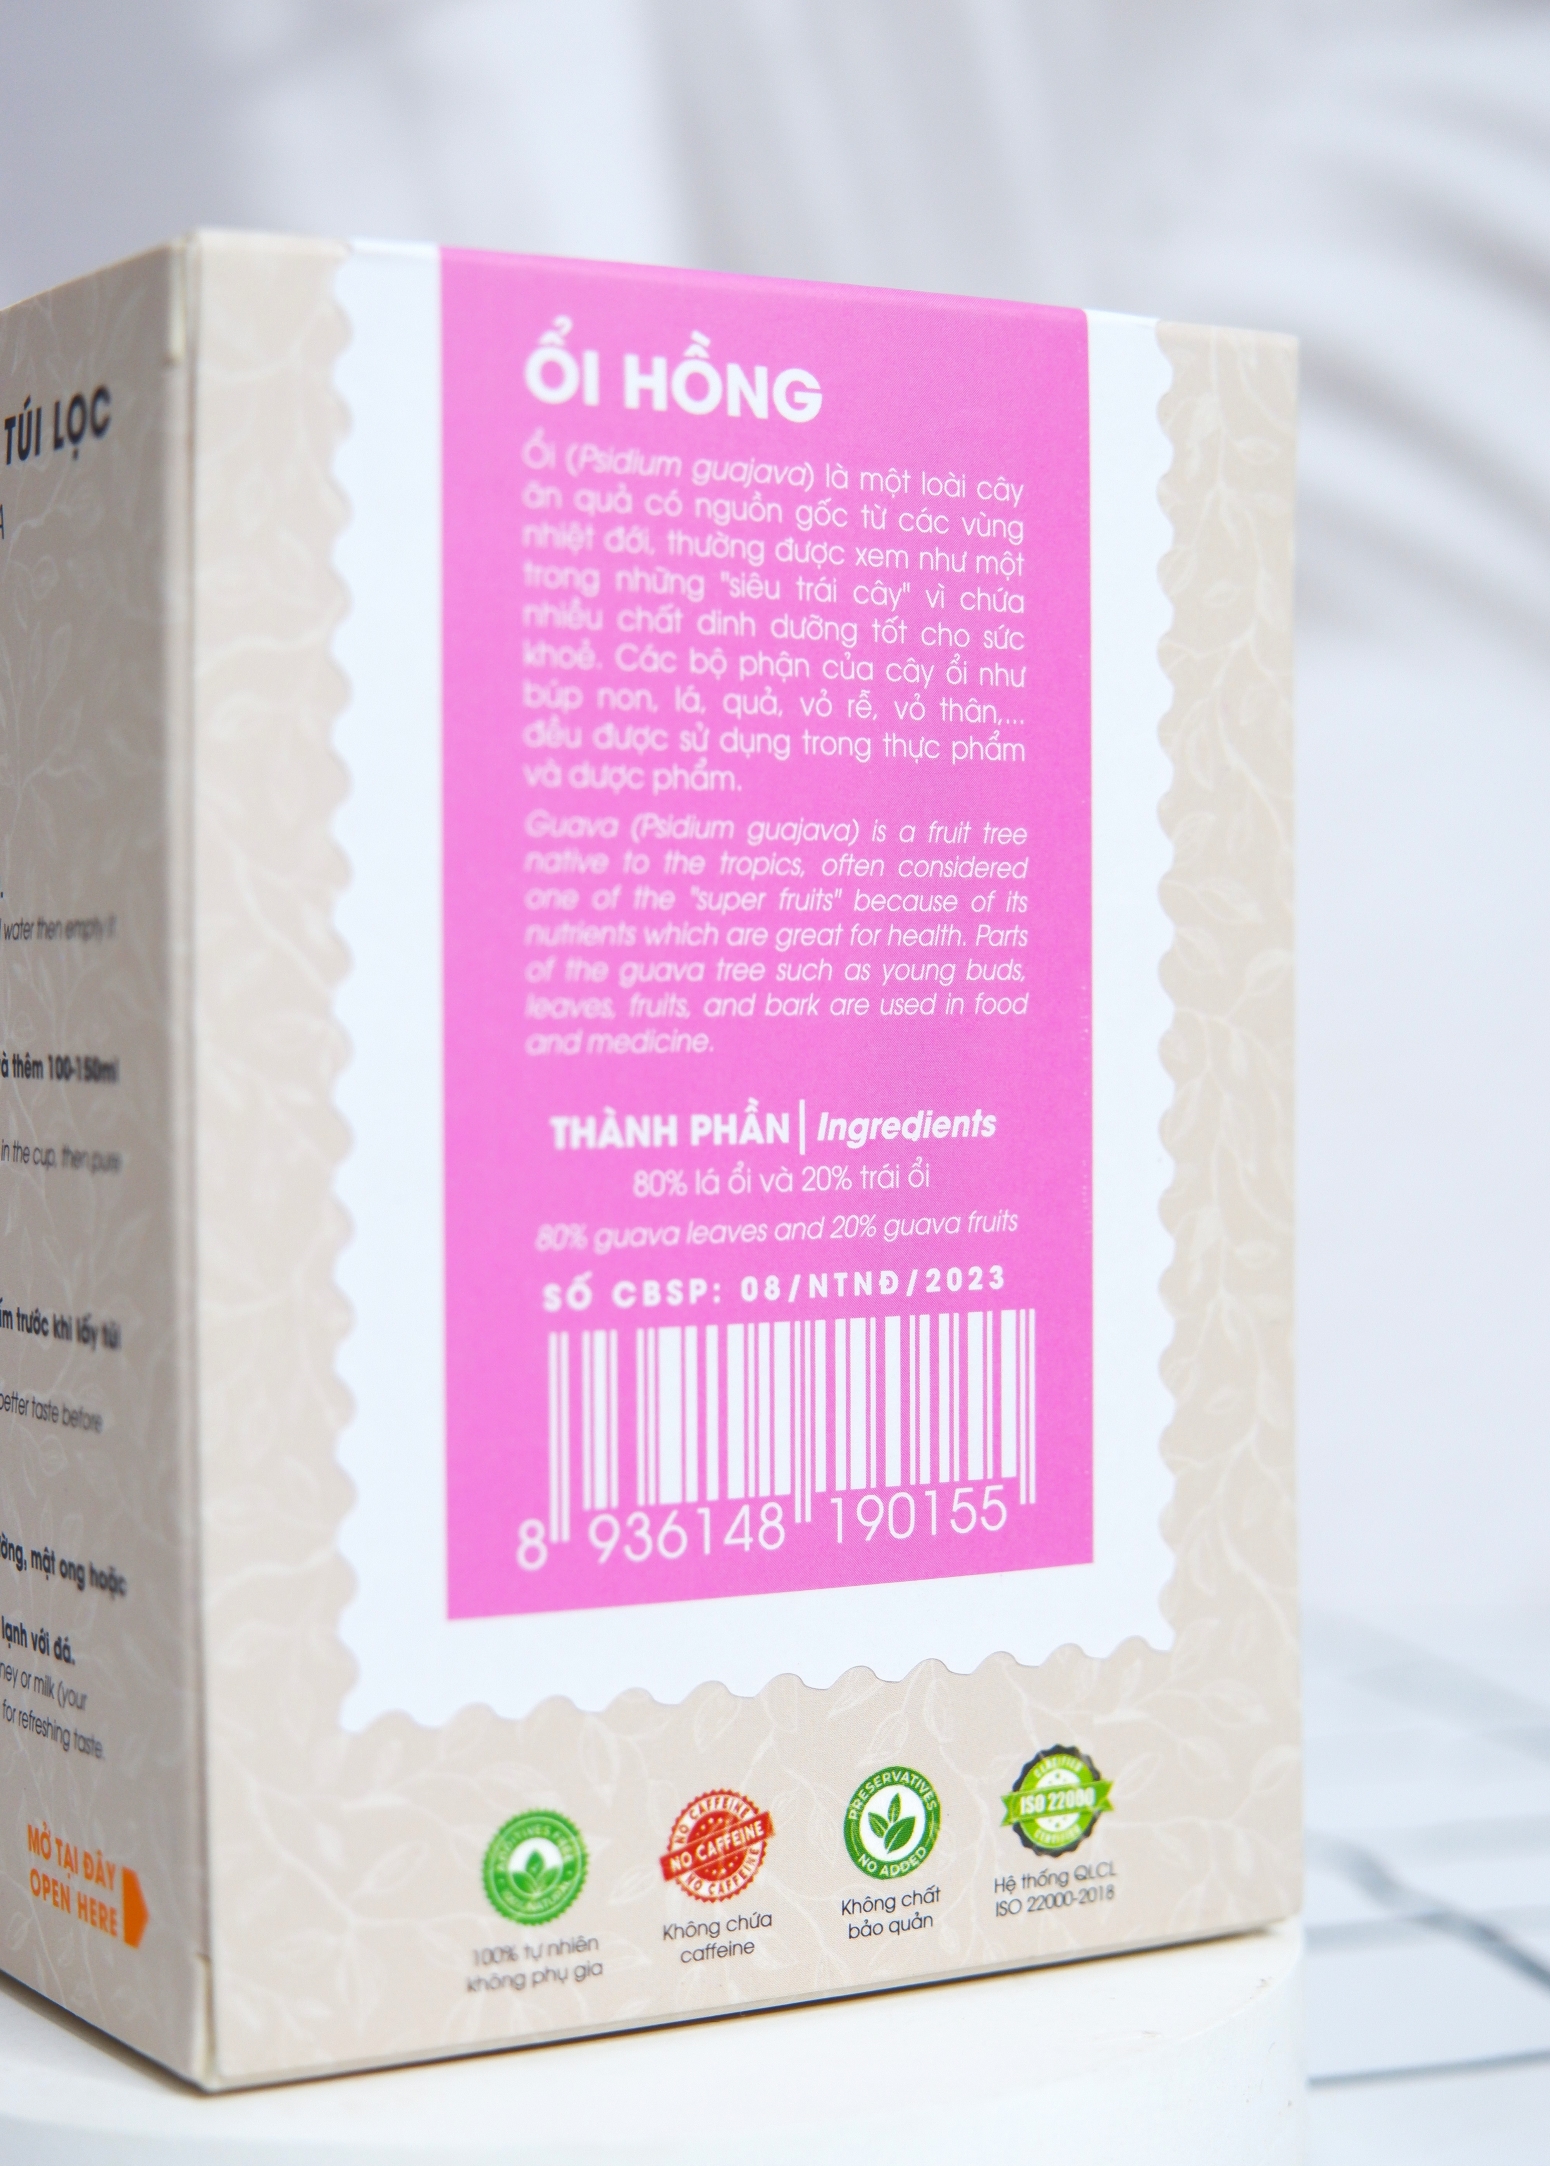 TÚI LỌC
water then empty it
thêm 100-150ml
in the cup, then pure
trước khi lấy túi
better taste before
mật ong hoặc
lạnh với đá.
or milk (your
for refreshing taste.
MỞ TẠI ĐÂY
OPEN HERE
ỔI HỒNG
Ổi (Psidium guajava) là một loài cây
ăn quả có nguồn gốc từ các vùng
nhiệt đới, thường được xem như một
trong những "siêu trái cây" vì chứa
nhiều chất dinh dưỡng tốt cho sức
khoẻ. Các bộ phận của cây ổi như
búp non, lá, quả, vỏ rễ, vỏ thân,...
đều được sử dụng trong thực phẩm
và dược phẩm.
Guava (Psidium guajava) is a fruit tree
native to the tropics, often considered
one of the "super fruits" because of its
nutrients which are great for health. Parts
of the guava tree such as young buds,
leaves, fruits, and bark are used in food
and medicine.
THÀNH PHẦN | Ingredients
80% lá ổi và 20% trái ổi
80% guava leaves and 20% guava fruits
SỐ CBSP: 08/NTNĐ/2023
8 936148 190155
100% tự nhiên
không phụ gia
NO CAFFEINE
NO CAFFEINE
NO CAFFEINE
Không chứa
caffeine
PRESERVATIVES
NO ADDED
Không chất
bảo quản
CERTIFIED
ISO 22000
CERTIFIED
Hệ thống QLCL
ISO 22000-2018